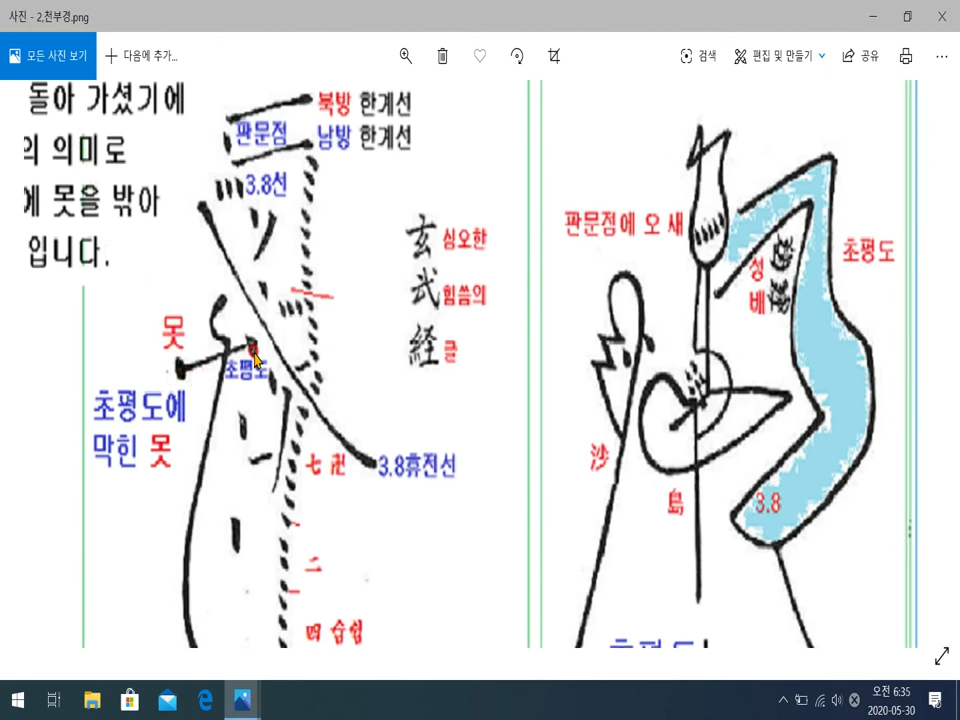 사진 - 2,천부경.png
모든 사진 보기
다음에 추가...
검색
편집 및 만들기
공유
돌아 가셨기에
의 의미로
에 못을 밖아
입니다.
북방 한계선
판문점
남방 한계선
3.8선
玄 심오한
武 힘씀의
経 글
못
초평도
초평도에
막힌 못
七 卍
3.8휴진선
二
四
판문점에 오 새
초평도
성
배
沙
島
3.8
오전 6:35
2020-05-30